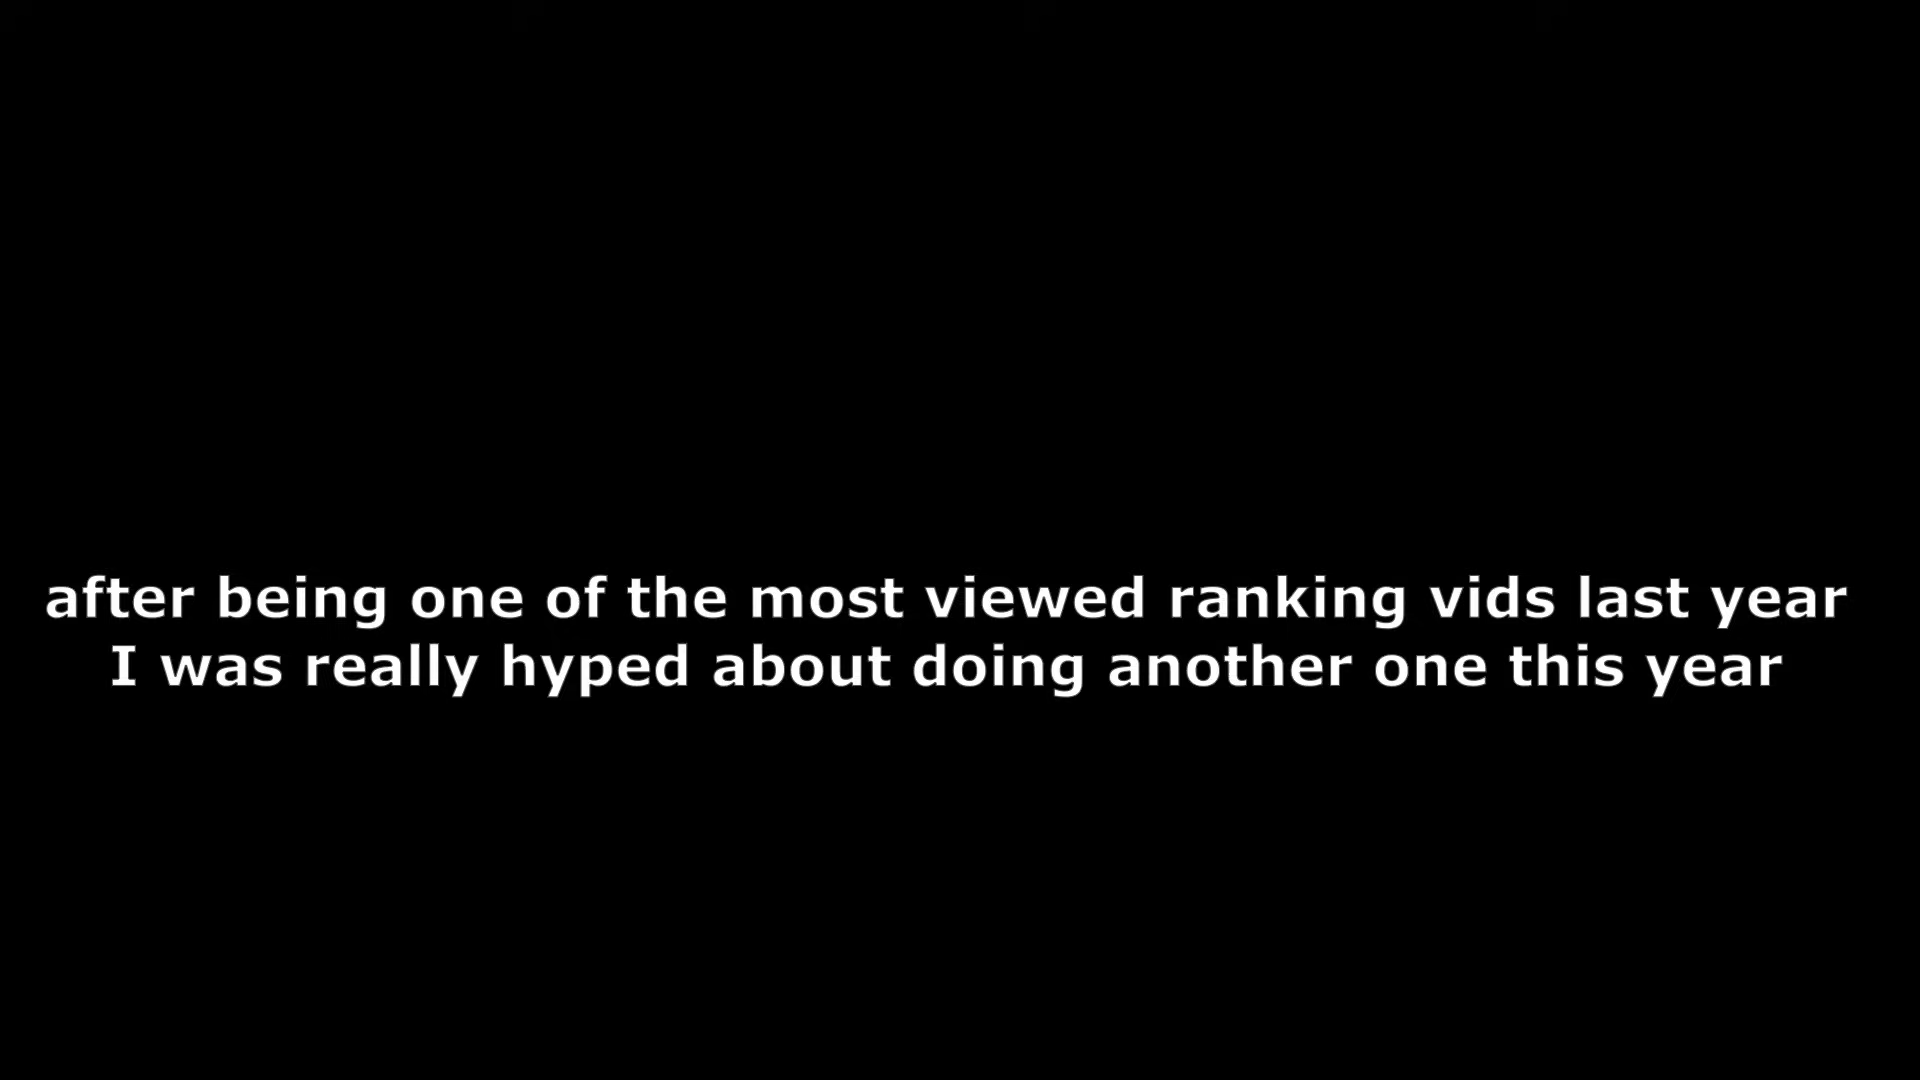 after being one of the most viewed ranking vids last year
I was really hyped about doing another one this year